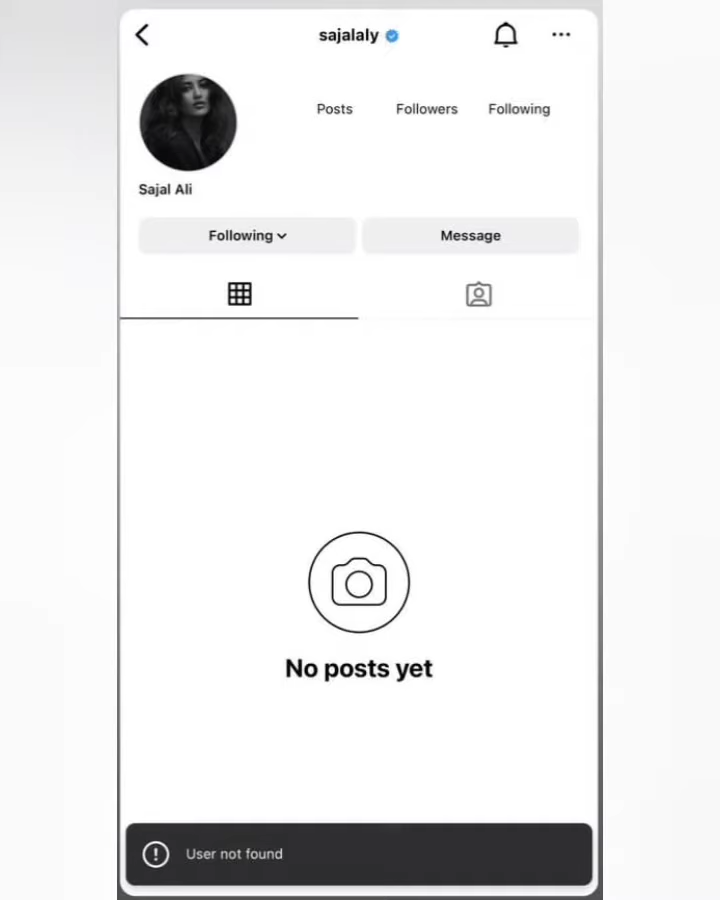 sajalaly
Posts Followers Following
Sajal Ali
Following Message
No posts yet
User not found